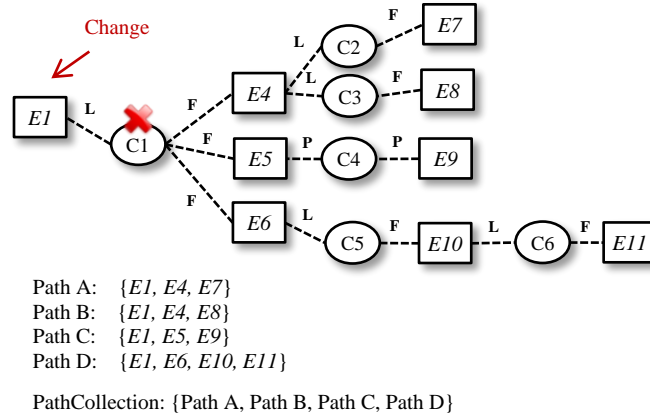 Change
E1 L C1
F E4 L C2 F E7
L C3 F E8
F E5 P C4 P E9
F E6 L C5 F E10 L C6 F E11
Path A: {E1, E4, E7}
Path B: {E1, E4, E8}
Path C: {E1, E5, E9}
Path D: {E1, E6, E10, E11}
PathCollection: {Path A, Path B, Path C, Path D}